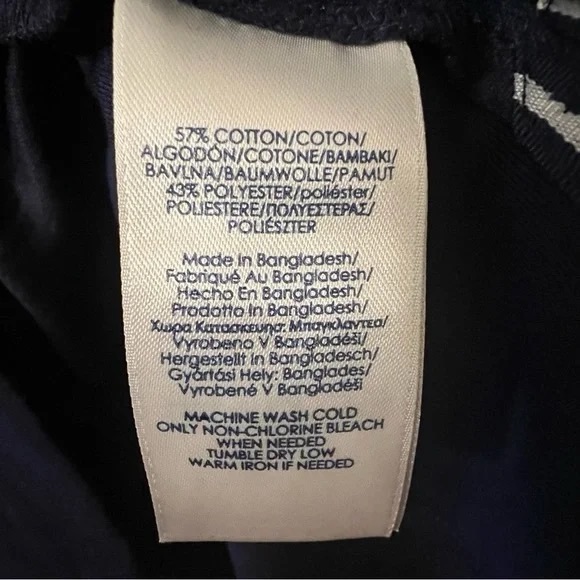 57% COTTON/COTON/
ALGODÓN/COTONE/BAMBAKI/
BAVLNA/BAUMWOLLE/PAMUT
43% POLYESTER/poliéster/
POLIESTERE/ΠΟΛΥΕΣΤΕΡΑΣ/
POLIÉSZTER
Made In Bangladesh/
Fabriqué Au Bangladesh/
Hecho En Bangladesh/
Prodotto In Bangladesh/
Χωρα Κατασκευησ: Μπαγκλαντεσ/
Vyrobeno V Bangladéši/
Hergestellt In Bangladesch/
Gyártási Hely: Banglades/
Vyrobené V Bangladéši
MACHINE WASH COLD
ONLY NON-CHLORINE BLEACH
WHEN NEEDED
TUMBLE DRY LOW
WARM IRON IF NEEDED